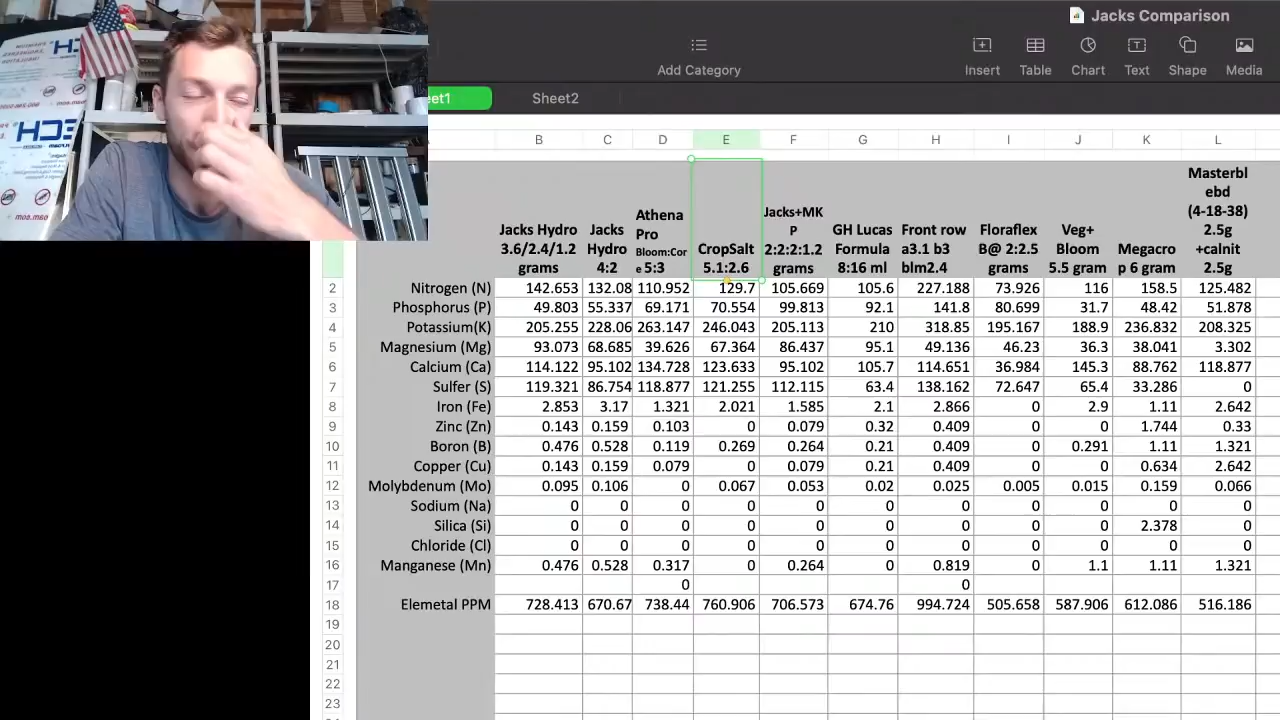 Jacks Comparison
Add Category
Insert Table Chart Text Shape Media
eet1 Sheet2
B C D E F G H I J K L
Jacks Hydro 3.6/2.4/1.2 grams
Jacks Hydro 4:2
Athena Pro Bloom:Core 5:3
CropSalt 5.1:2.6
Jacks+MKP 2:2:2:1.2 grams
GH Lucas Formula 8:16 ml
Front row a3.1 b3 blm2.4
Floraflex B@ 2:2.5 grams
Veg+ Bloom 5.5 gram
Megacrop 6 gram
Masterblebd (4-18-38) 2.5g +calnit 2.5g
2 Nitrogen (N) 142.653 132.08 110.952 129.7 105.669 105.6 227.188 73.926 116 158.5 125.482
3 Phosphorus (P) 49.803 55.337 69.171 70.554 99.813 92.1 141.8 80.699 31.7 48.42 51.878
4 Potassium(K) 205.255 228.06 263.147 246.043 205.113 210 318.85 195.167 188.9 236.832 208.325
5 Magnesium (Mg) 93.073 68.685 39.626 67.364 86.437 95.1 49.136 46.23 36.3 38.041 3.302
6 Calcium (Ca) 114.122 95.102 134.728 123.633 95.102 105.7 114.651 36.984 145.3 88.762 118.877
7 Sulfer (S) 119.321 86.754 118.877 121.255 112.115 63.4 138.162 72.647 65.4 33.286 0
8 Iron (Fe) 2.853 3.17 1.321 2.021 1.585 2.1 2.866 0 2.9 1.11 2.642
9 Zinc (Zn) 0.143 0.159 0.103 0 0.079 0.32 0.409 0 0 1.744 0.33
10 Boron (B) 0.476 0.528 0.119 0.269 0.264 0.21 0.409 0 0.291 1.11 1.321
11 Copper (Cu) 0.143 0.159 0.079 0 0.079 0.21 0.409 0 0 0.634 2.642
12 Molybdenum (Mo) 0.095 0.106 0 0.067 0.053 0.02 0.025 0.005 0.015 0.159 0.066
13 Sodium (Na) 0 0 0 0 0 0 0 0 0 0 0
14 Silica (Si) 0 0 0 0 0 0 0 0 0 2.378 0
15 Chloride (Cl) 0 0 0 0 0 0 0 0 0 0 0
16 Manganese (Mn) 0.476 0.528 0.317 0 0.264 0 0.819 0 1.1 1.11 1.321
17 0 0
18 Elemetal PPM 728.413 670.67 738.44 760.906 706.573 674.76 994.724 505.658 587.906 612.086 516.186
19
20
21
22
23